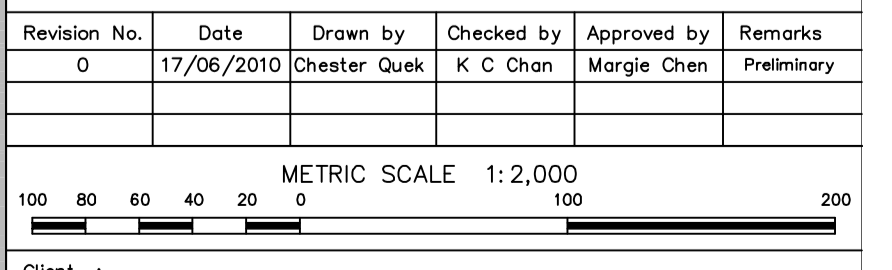 Revision No. Date Drawn by Checked by Approved by Remarks
0 17/06/2010 Chester Quek K C Chan Margie Chen Preliminary
METRIC SCALE 1:2,000
100 80 60 40 20 0 100 200
Client :